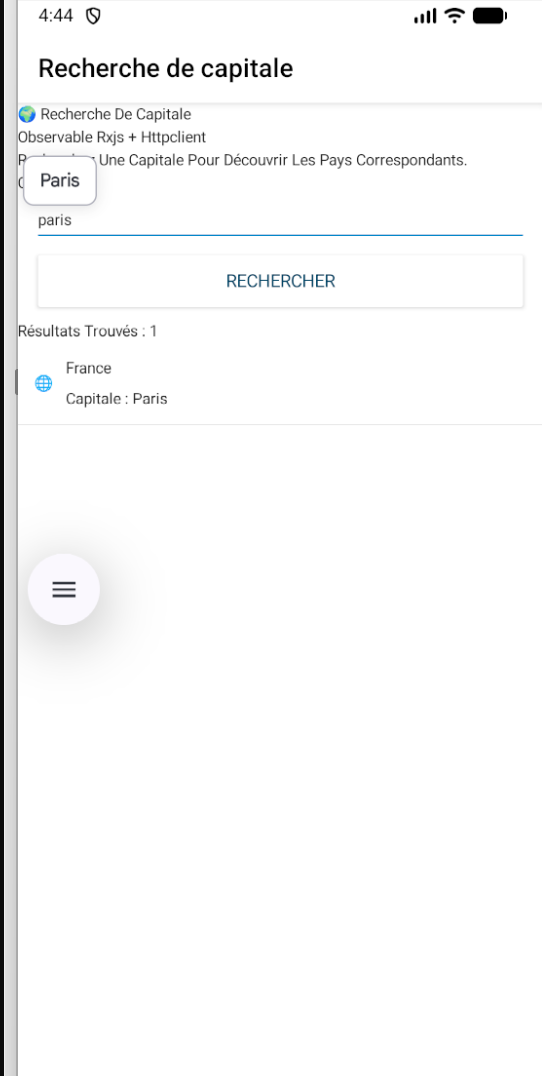 4:44
Recherche de capitale
Recherche De Capitale
Observable Rxjs + Httpclient
Une Capitale Pour Découvrir Les Pays Correspondants.
Paris
paris
RECHERCHER
Résultats Trouvés : 1
France
Capitale : Paris